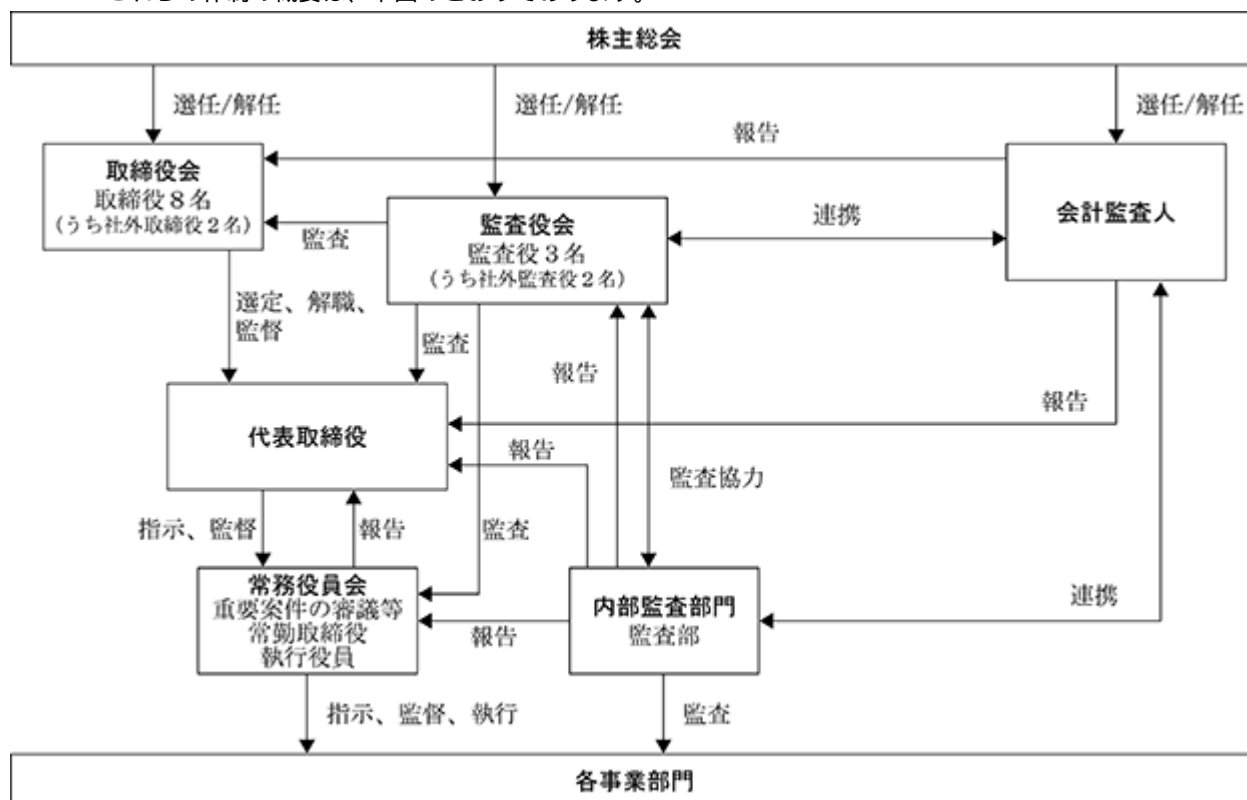 株主総会
選任/解任
選任/解任
選任/解任
報告
取締役会
取締役８名
(うち社外取締役２名)
監査
監査役会
監査役３名
(うち社外監査役２名)
連携
会計監査人
選定、解職、
監督
監査
報告
代表取締役
報告
報告
監査協力
指示、監督
報告
監査
常務役員会
重要案件の審議等
常勤取締役
執行役員
報告
内部監査部門
監査部
連携
指示、監督、執行
監査
各事業部門